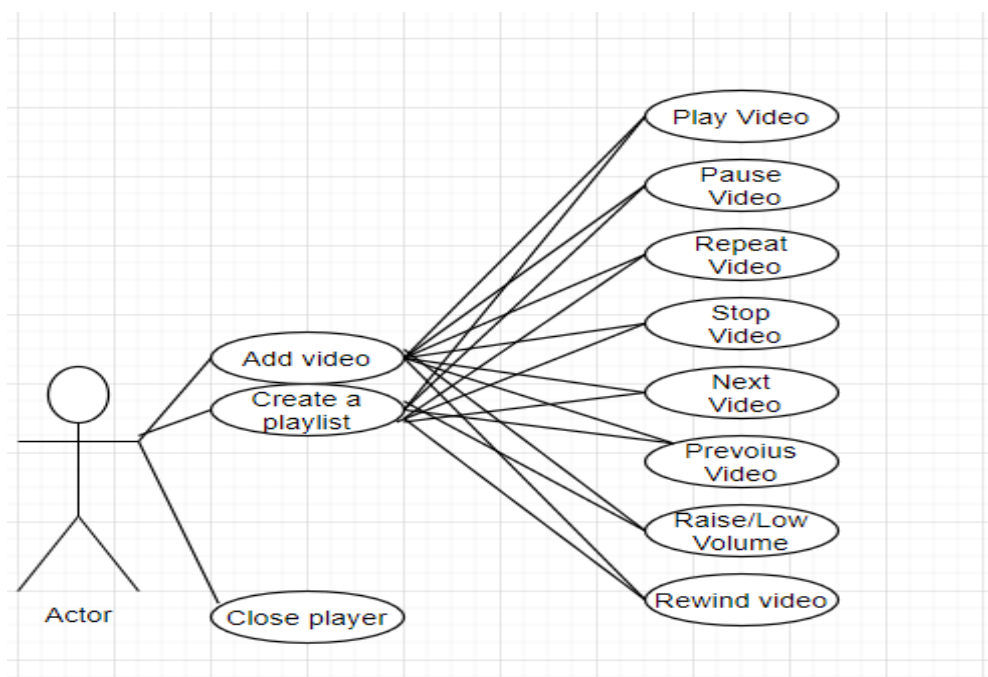 Play Video
Pause
Video
Repeat
Video
Stop
Video
Add video
Next
Video
Create a
playlist
Prevoius
Video
Raise/Low
Volume
Rewind video
Actor
Close player